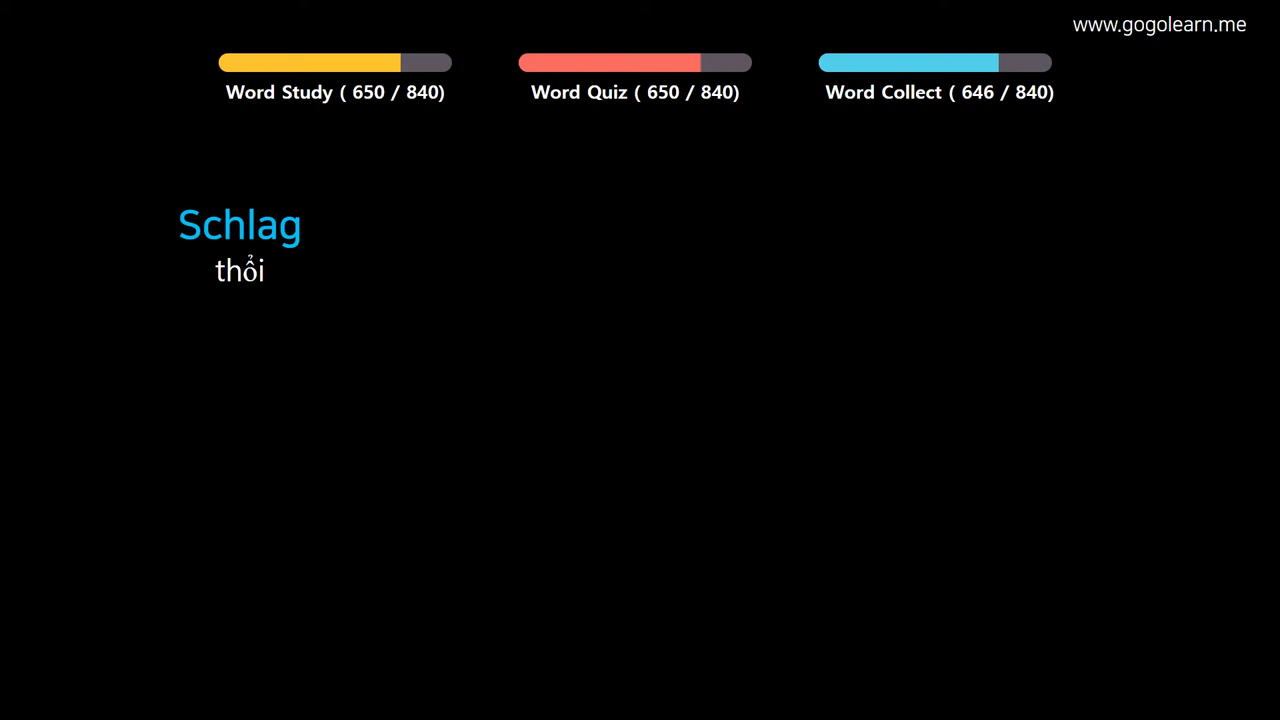 www.gogolearn.me
Word Study ( 650 / 840)
Word Quiz ( 650 / 840)
Word Collect ( 646 / 840)
Schlag
thổi